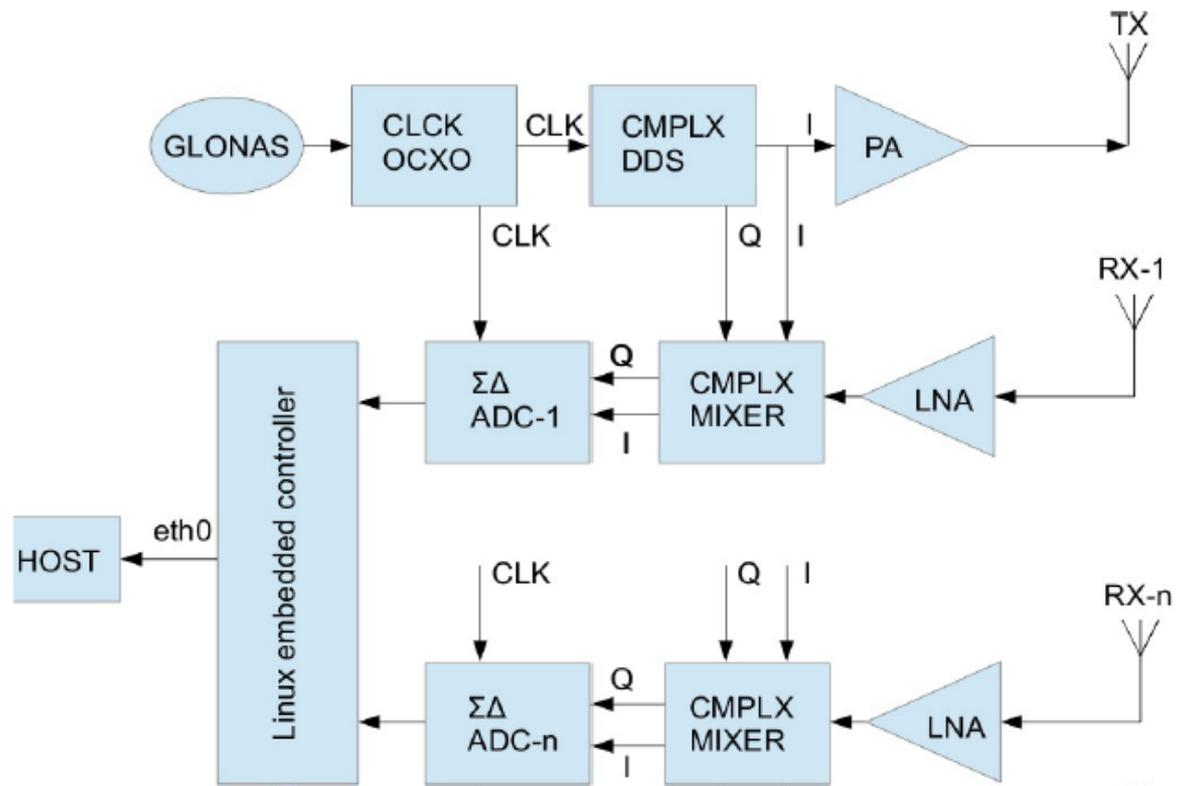 TX
GLONAS
CLCK
OCXO
CLK
CMPLX
DDS
I
PA
CLK
Q
I
RX-1
ΣΔ
ADC-1
Q
I
CMPLX
MIXER
LNA
Linux embedded controller
eth0
HOST
CLK
Q
I
RX-n
ΣΔ
ADC-n
Q
I
CMPLX
MIXER
LNA